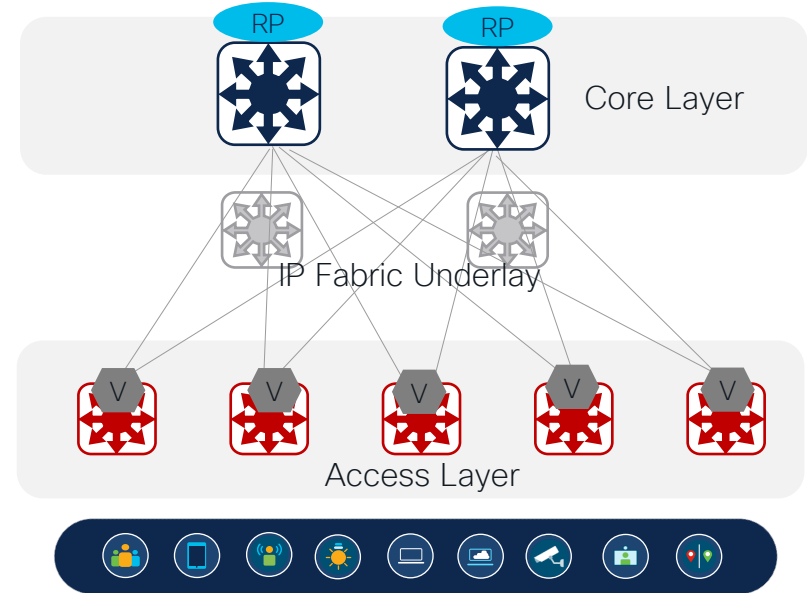 RP
RP
Core Layer
IP Fabric Underlay
V
V
V
V
V
Access Layer